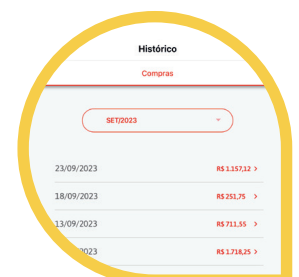 Histórico
Compras
SET/2023
23/09/2023 R$ 1.157,12 >
18/09/2023 R$ 251,75 >
13/09/2023 R$ 711,55 >
/2023 R$ 1.718,25 >